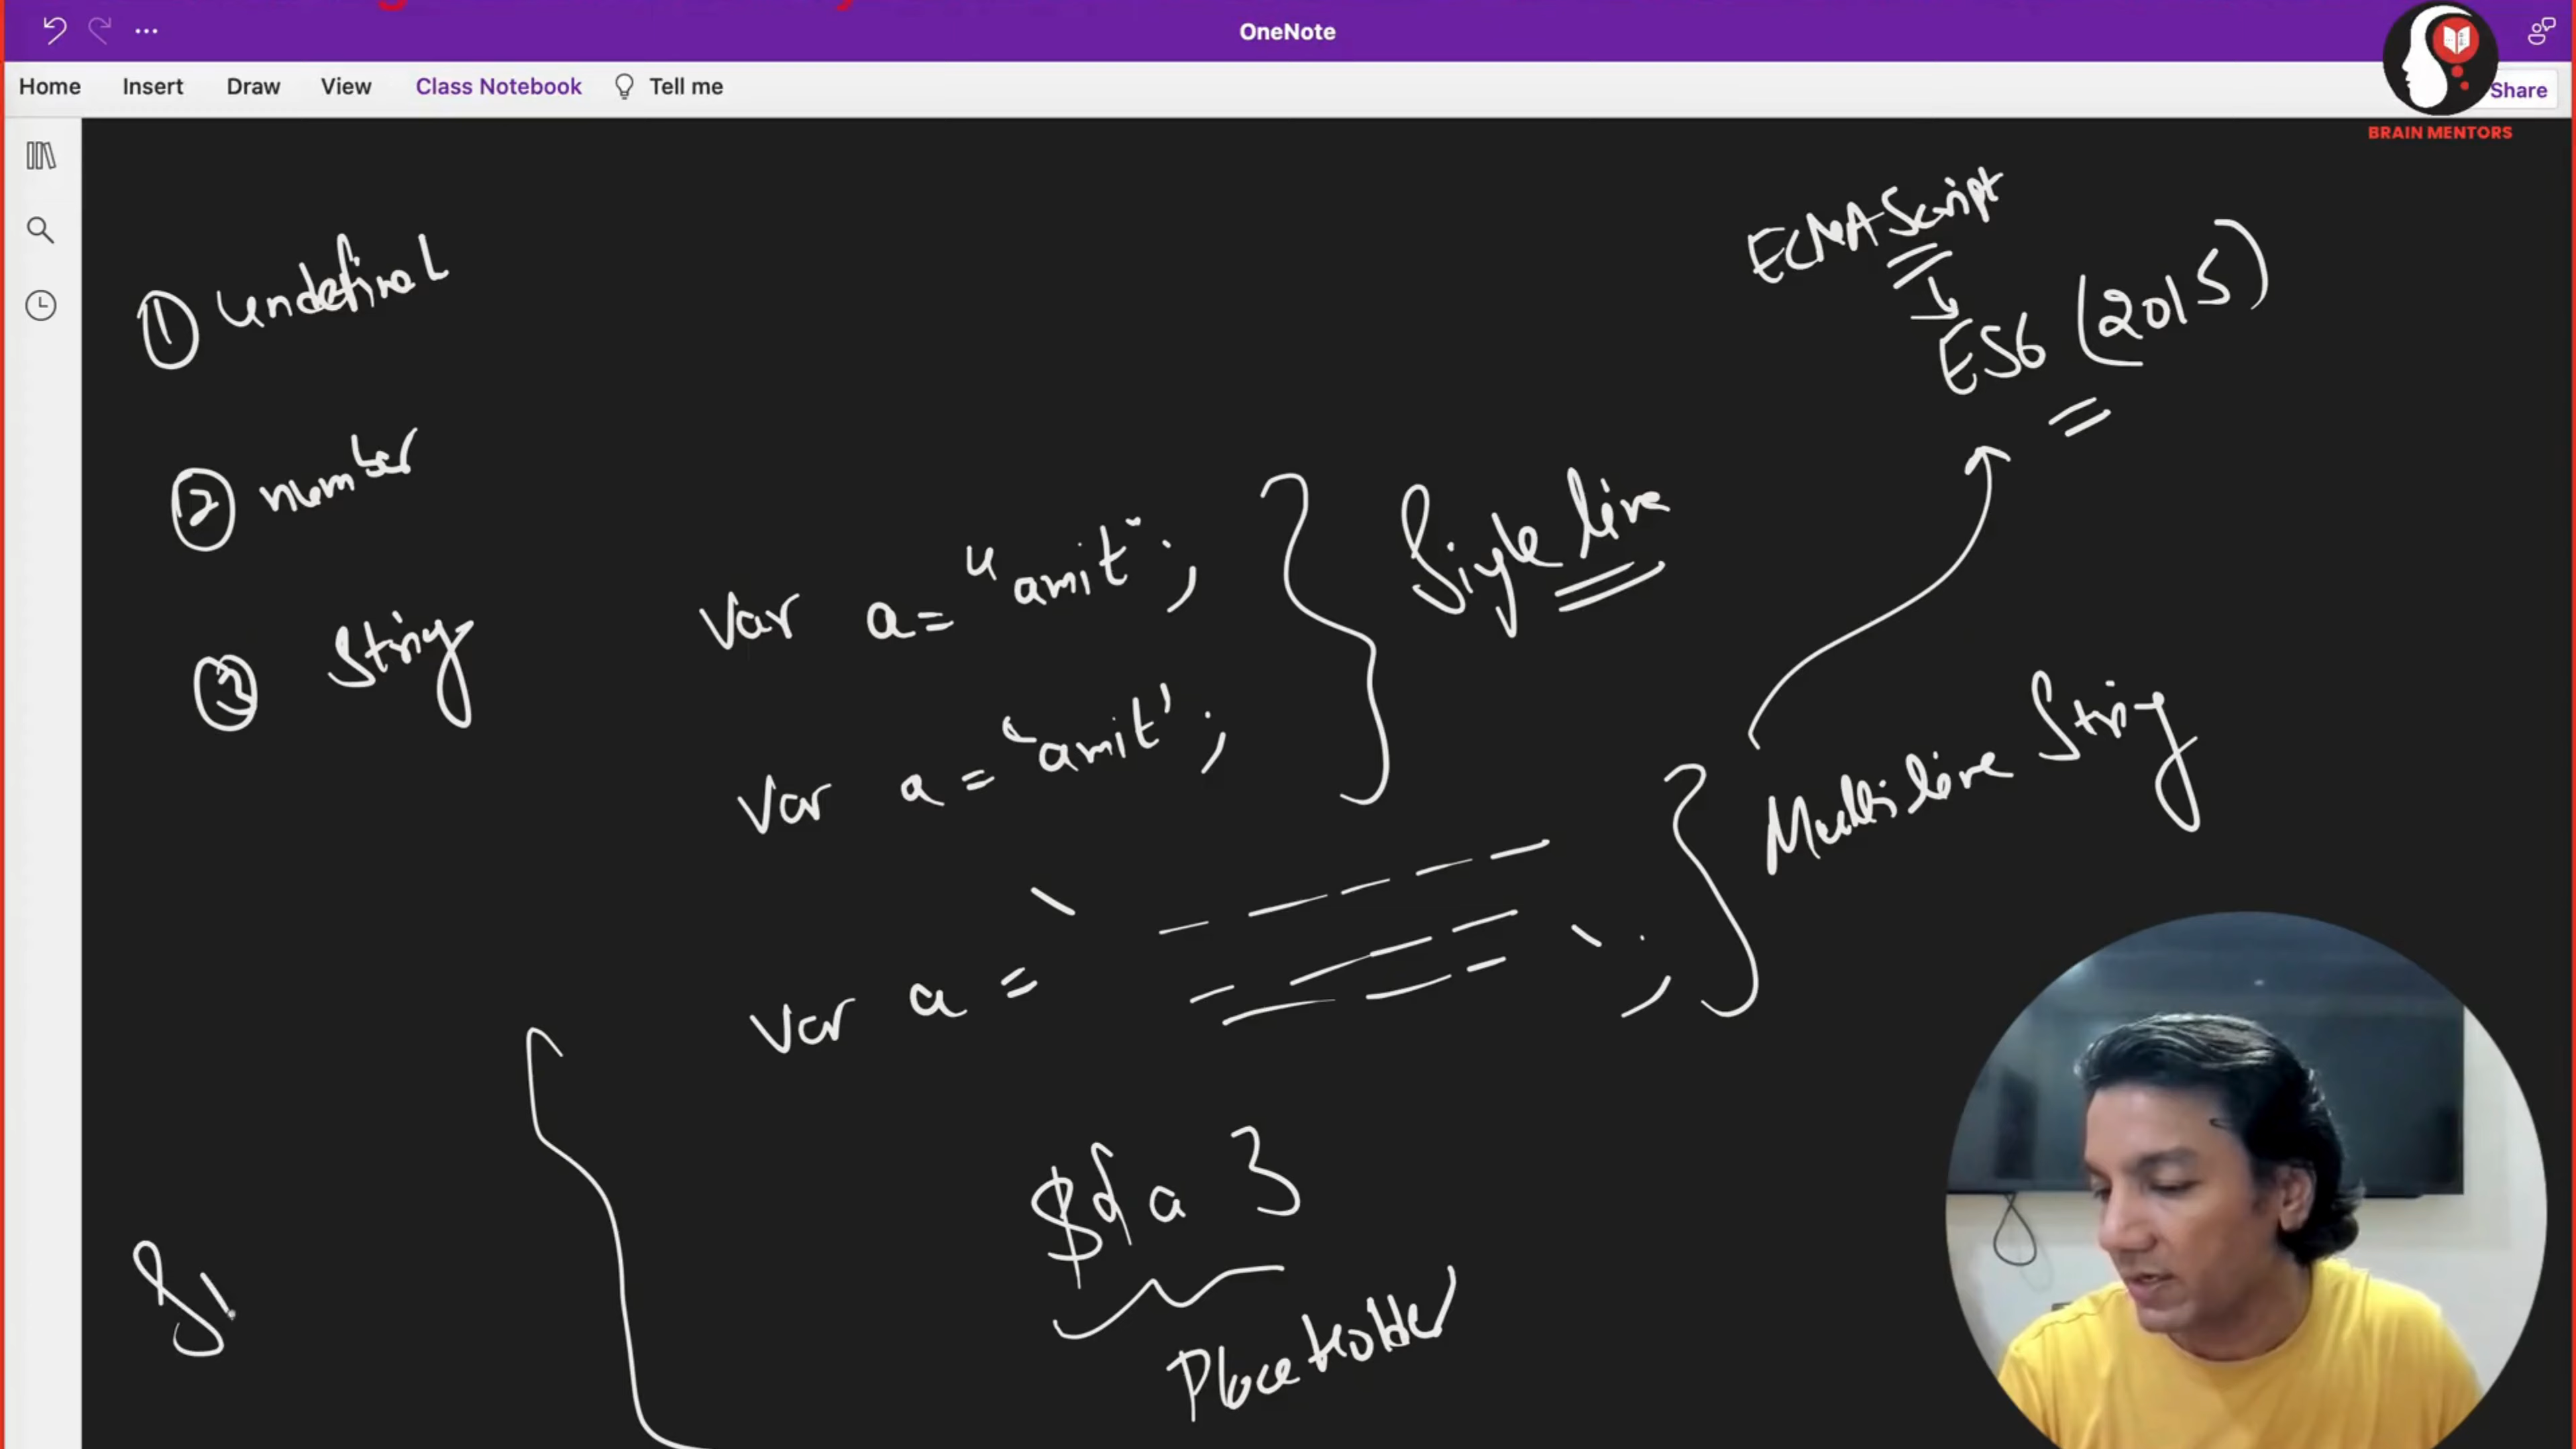 OneNote
Home Insert Draw View Class Notebook Tell me
Share
BRAIN MENTORS
ECMAScript
ES6 (2015)
① undefined
② number
③ String
var a = "amit";
Single line
var a = 'amit';
var a = ` `;
Multiline String
${a}
Placeholder